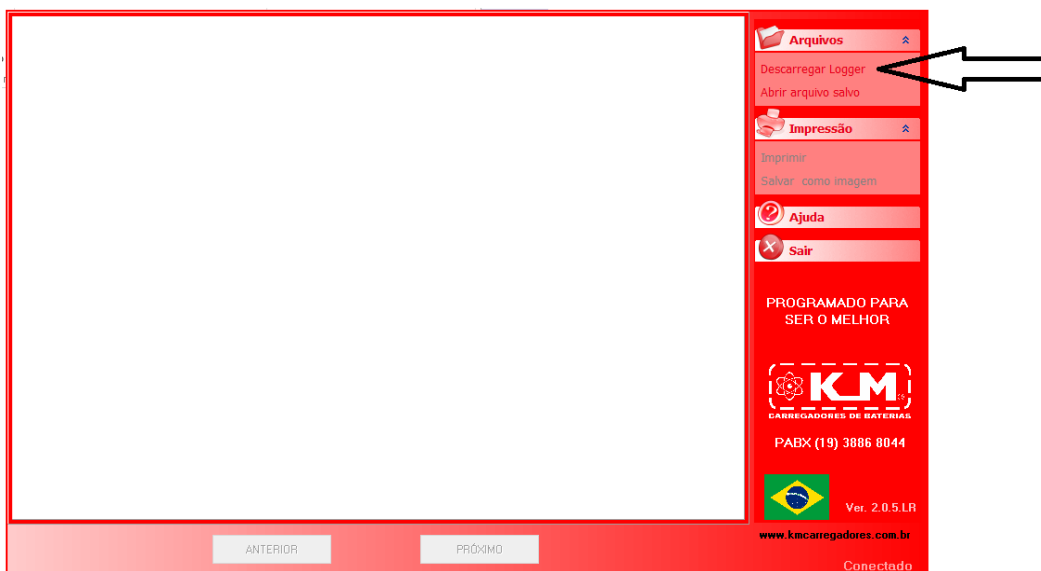 Arquivos
Descarregar Logger
Abrir arquivo salvo
Impressão
Imprimir
Salvar como imagem
Ajuda
Sair
PROGRAMADO PARA
SER O MELHOR
KM
CARREGADORES DE BATERIAS
PABX (19) 3886 8044
Ver. 2.0.5.LR
www.kmcarregadores.com.br
ANTERIOR
PRÓXIMO
Conectado